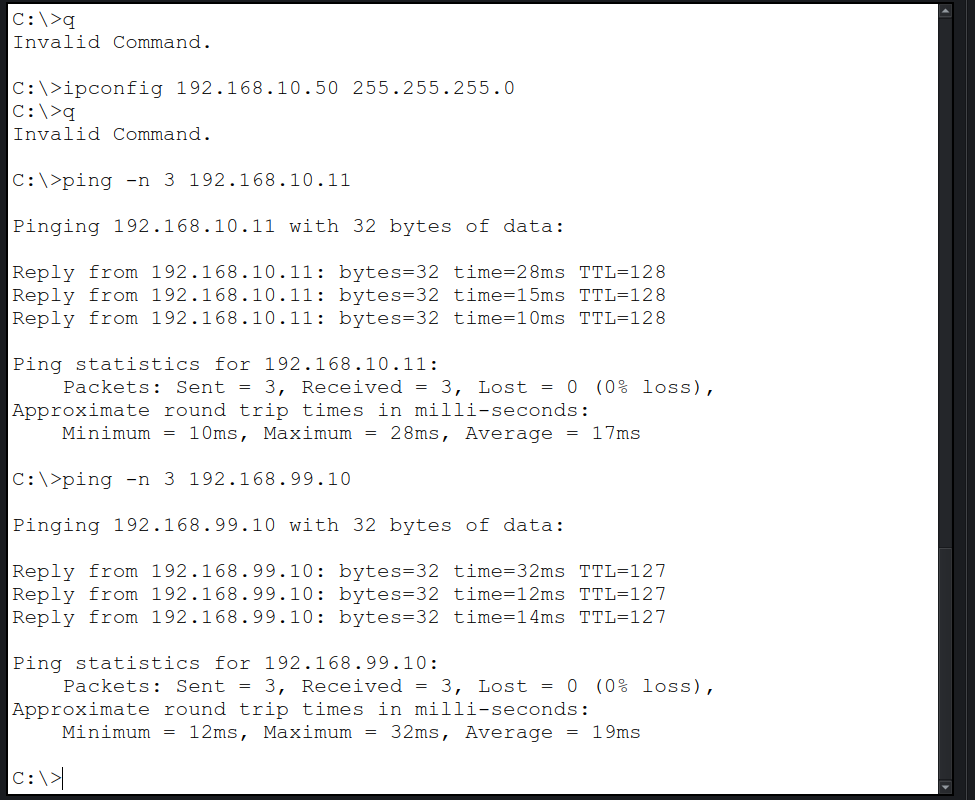 C:\>q
Invalid Command.
C:\>ipconfig 192.168.10.50 255.255.255.0
C:\>q
Invalid Command.
C:\>ping -n 3 192.168.10.11
Pinging 192.168.10.11 with 32 bytes of data:
Reply from 192.168.10.11: bytes=32 time=28ms TTL=128
Reply from 192.168.10.11: bytes=32 time=15ms TTL=128
Reply from 192.168.10.11: bytes=32 time=10ms TTL=128
Ping statistics for 192.168.10.11:
    Packets: Sent = 3, Received = 3, Lost = 0 (0% loss),
Approximate round trip times in milli-seconds:
    Minimum = 10ms, Maximum = 28ms, Average = 17ms
C:\>ping -n 3 192.168.99.10
Pinging 192.168.99.10 with 32 bytes of data:
Reply from 192.168.99.10: bytes=32 time=32ms TTL=127
Reply from 192.168.99.10: bytes=32 time=12ms TTL=127
Reply from 192.168.99.10: bytes=32 time=14ms TTL=127
Ping statistics for 192.168.99.10:
    Packets: Sent = 3, Received = 3, Lost = 0 (0% loss),
Approximate round trip times in milli-seconds:
    Minimum = 12ms, Maximum = 32ms, Average = 19ms
C:\>